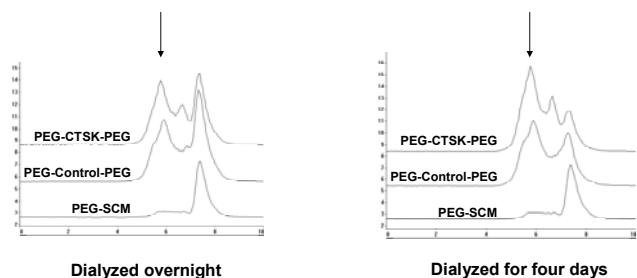 PEG-CTSK-PEG
PEG-Control-PEG
PEG-SCM
Dialyzed overnight
PEG-CTSK-PEG
PEG-Control-PEG
PEG-SCM
Dialyzed for four days